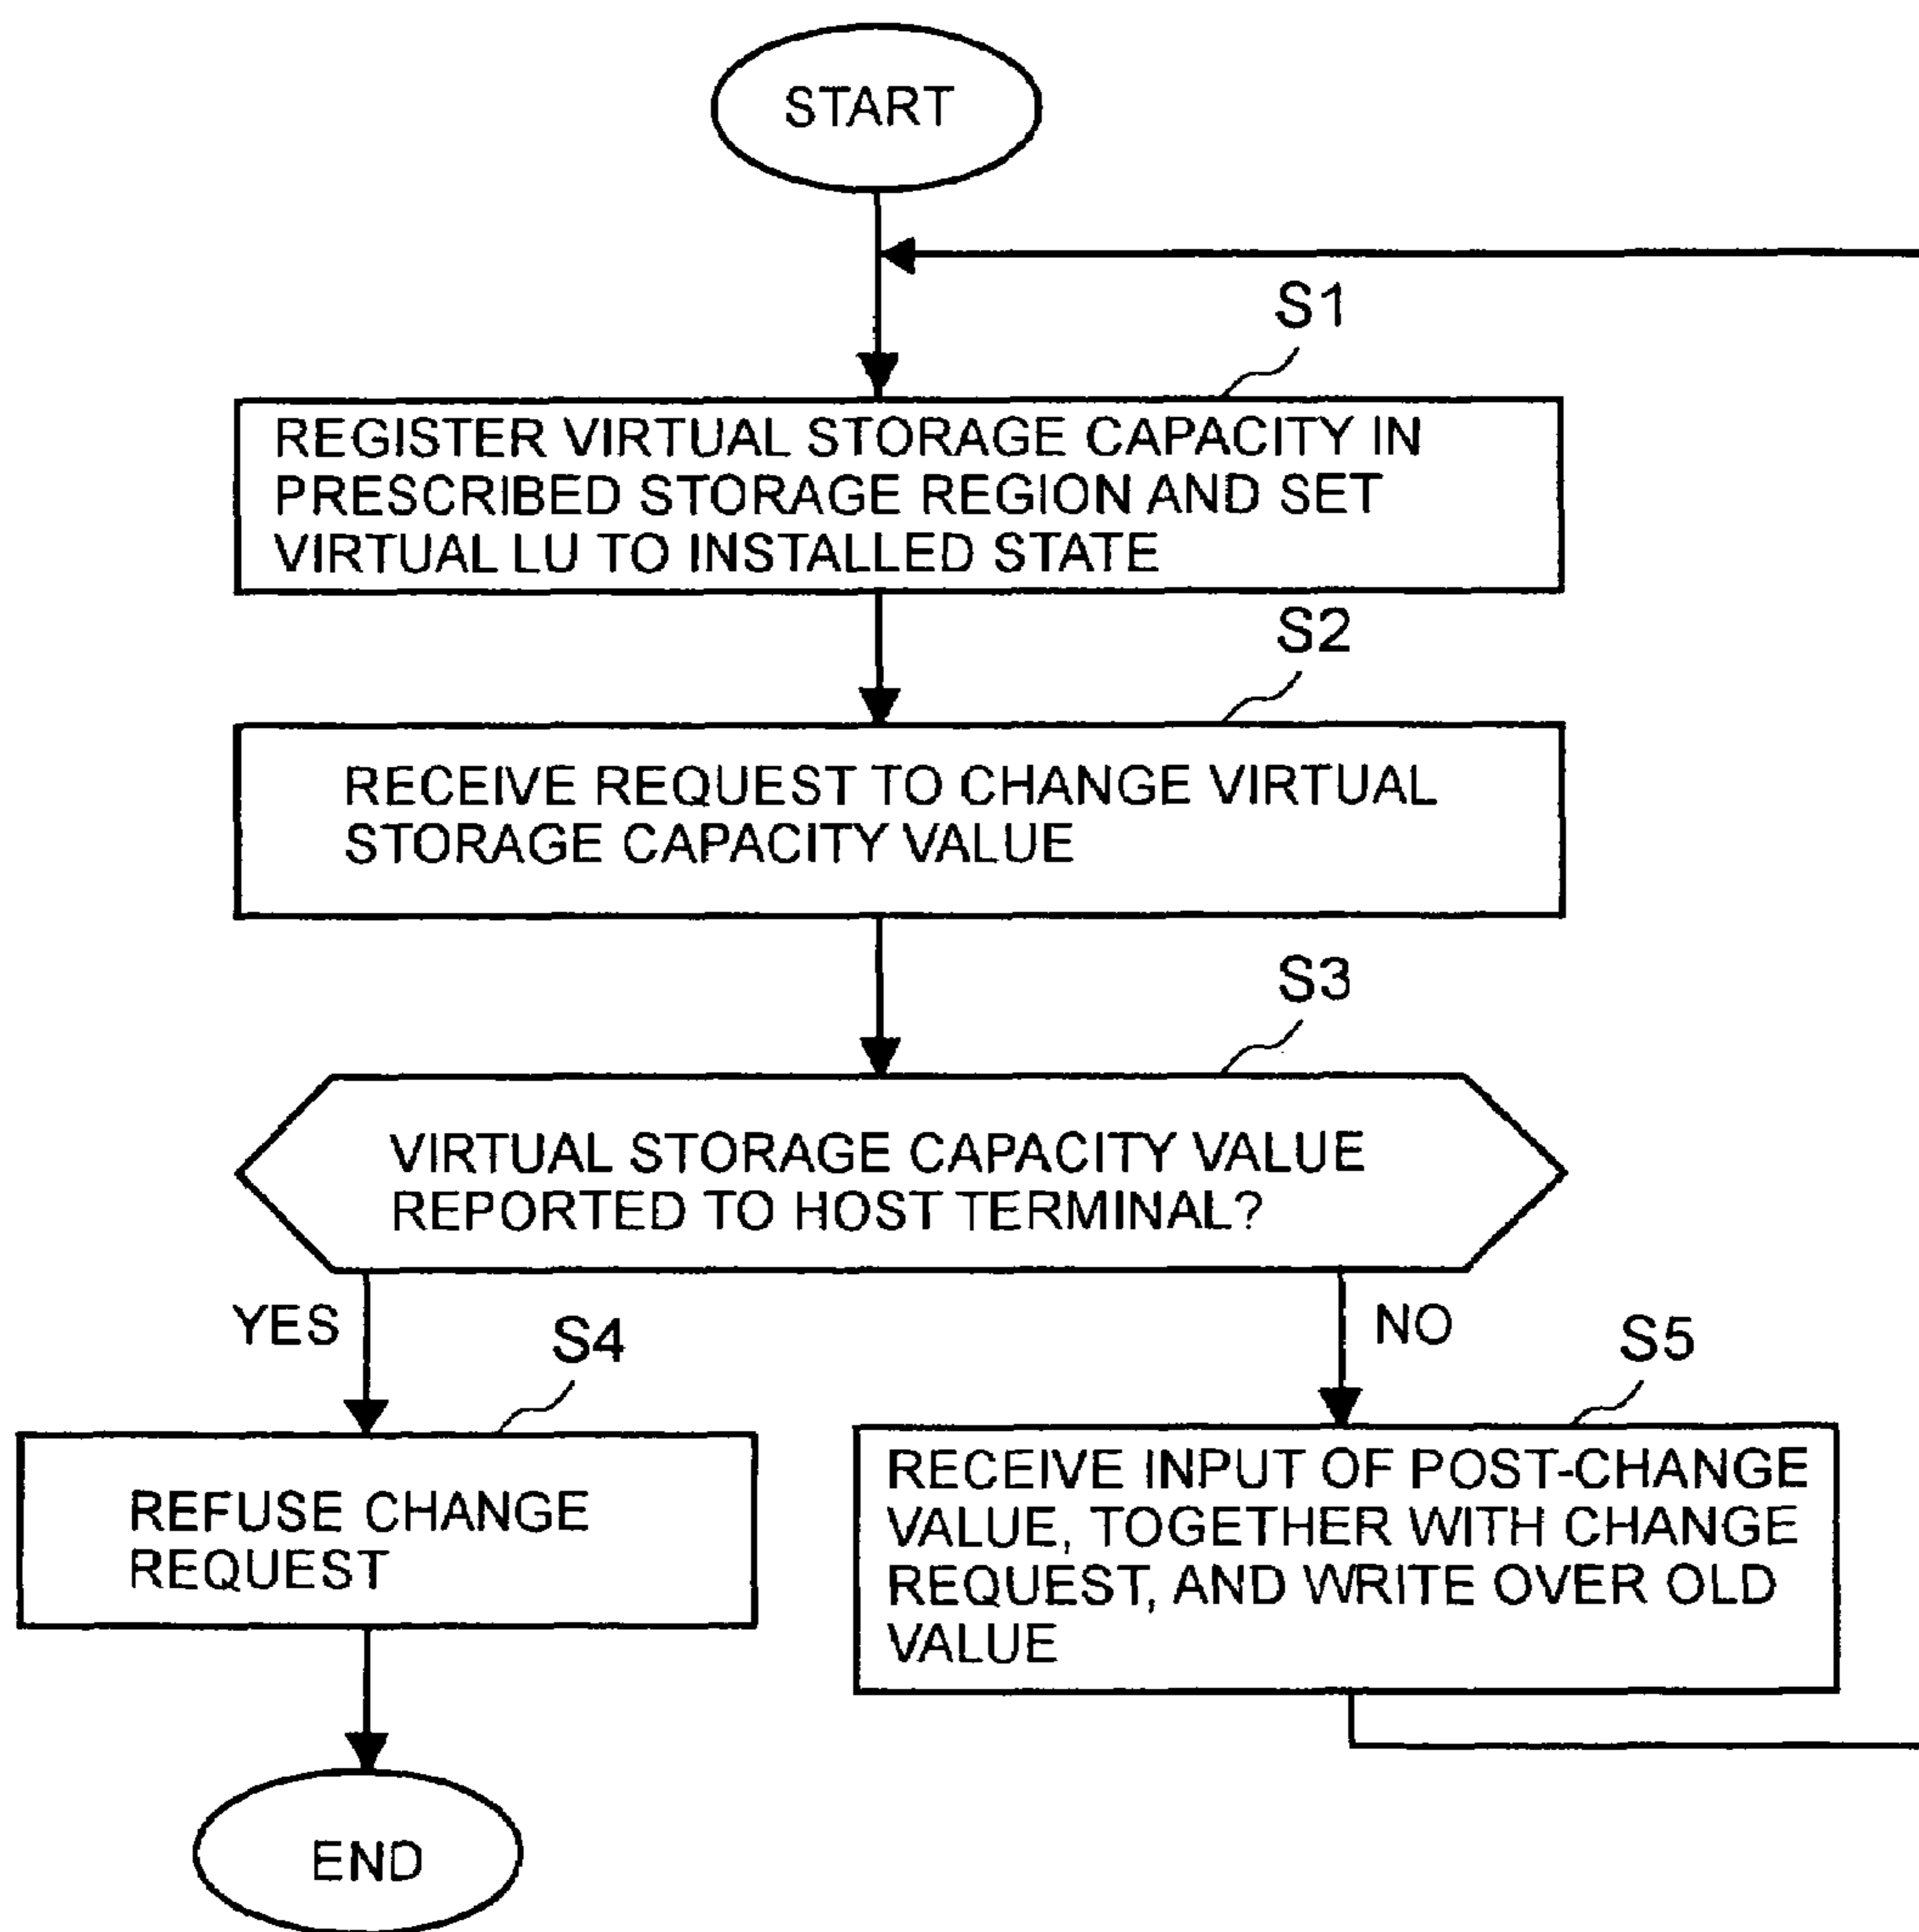 START
S1
REGISTER VIRTUAL STORAGE CAPACITY IN
PRESCRIBED STORAGE REGION AND SET
VIRTUAL LU TO INSTALLED STATE
S2
RECEIVE REQUEST TO CHANGE VIRTUAL
STORAGE CAPACITY VALUE
S3
VIRTUAL STORAGE CAPACITY VALUE
REPORTED TO HOST TERMINAL?
YES
NO
S4
S5
REFUSE CHANGE
REQUEST
RECEIVE INPUT OF POST-CHANGE
VALUE, TOGETHER WITH CHANGE
REQUEST, AND WRITE OVER OLD
VALUE
END